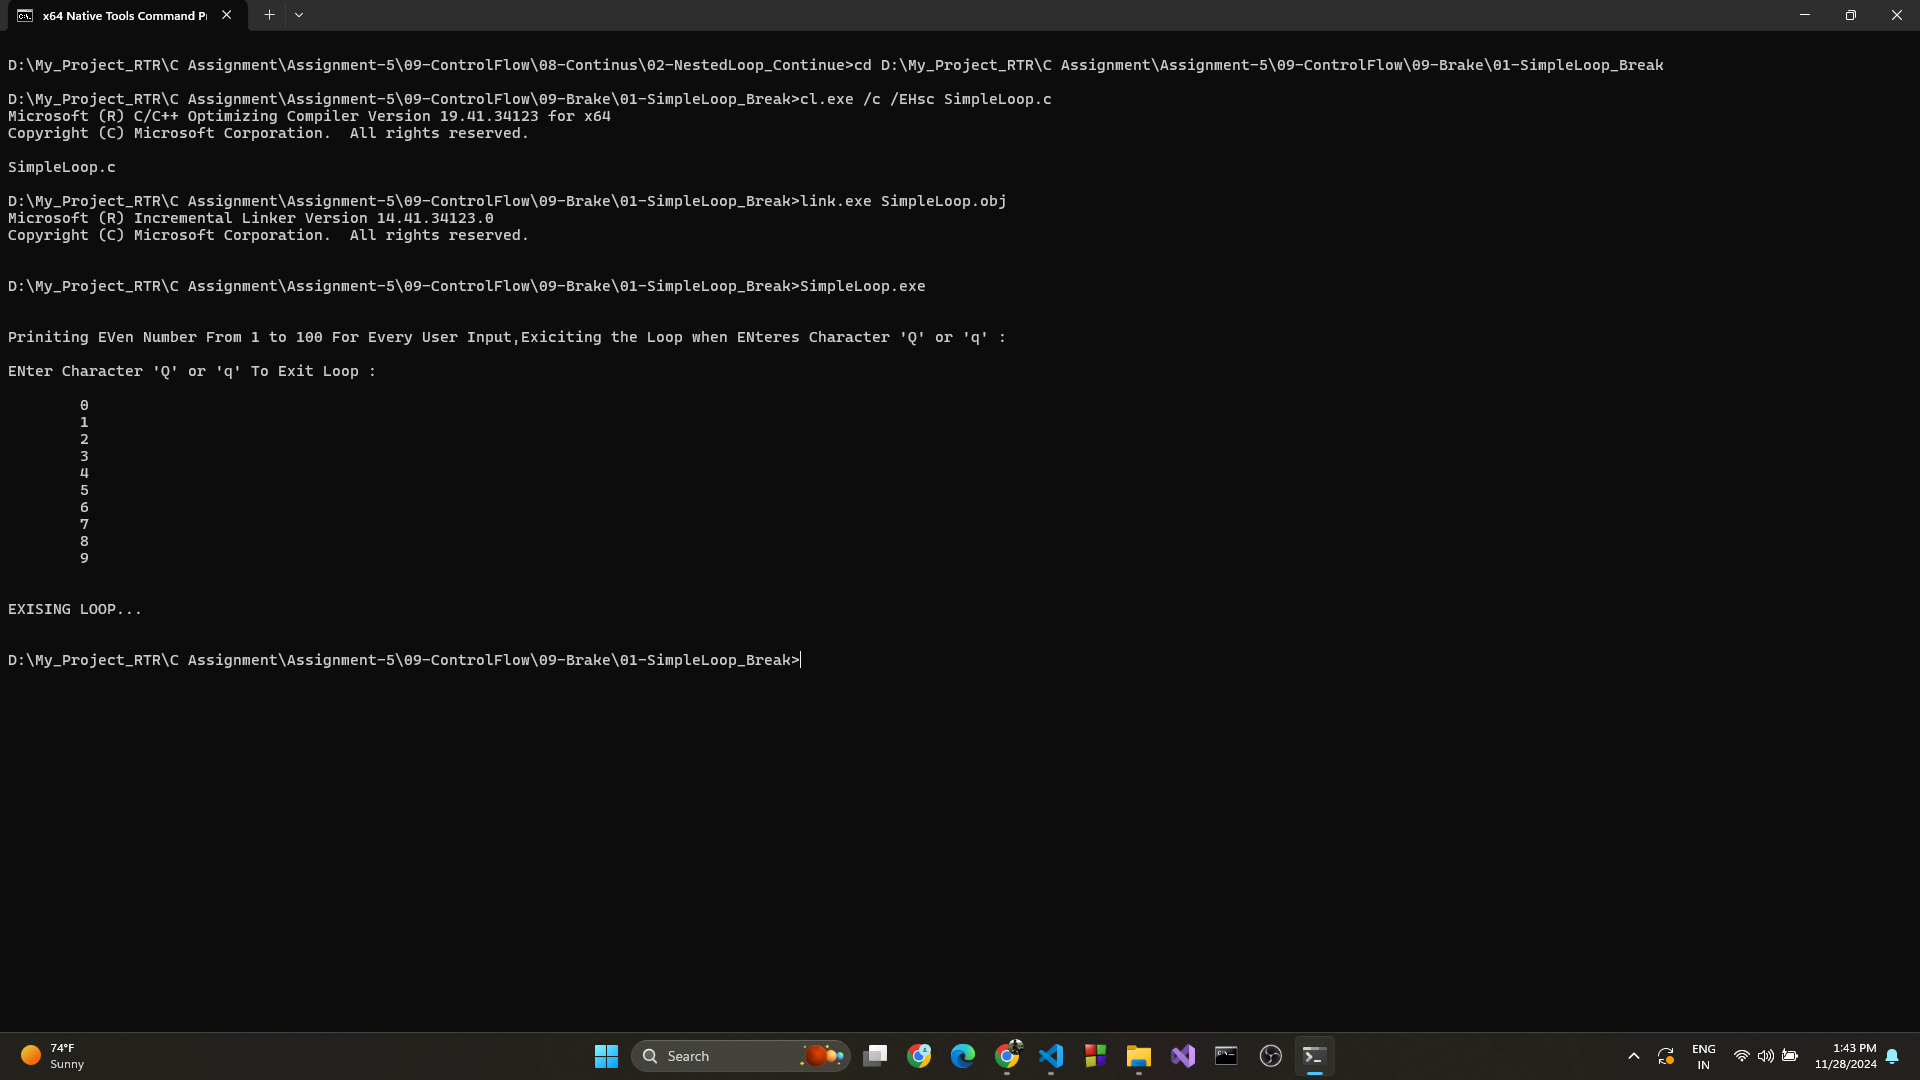 x64 Native Tools Command P
D:\My_Project_RTR\C Assignment\Assignment-5\09-ControlFlow\08-Continus\02-NestedLoop_Continue>cd D:\My_Project_RTR\C Assignment\Assignment-5\09-ControlFlow\09-Brake\01-SimpleLoop_Break
D:\My_Project_RTR\C Assignment\Assignment-5\09-ControlFlow\09-Brake\01-SimpleLoop_Break>cl.exe /c /EHsc SimpleLoop.c
Microsoft (R) C/C++ Optimizing Compiler Version 19.41.34123 for x64
Copyright (C) Microsoft Corporation.  All rights reserved.
SimpleLoop.c
D:\My_Project_RTR\C Assignment\Assignment-5\09-ControlFlow\09-Brake\01-SimpleLoop_Break>link.exe SimpleLoop.obj
Microsoft (R) Incremental Linker Version 14.41.34123.0
Copyright (C) Microsoft Corporation.  All rights reserved.
D:\My_Project_RTR\C Assignment\Assignment-5\09-ControlFlow\09-Brake\01-SimpleLoop_Break>SimpleLoop.exe
Priniting EVen Number From 1 to 100 For Every User Input,Exiciting the Loop when ENteres Character 'Q' or 'q' :
ENter Character 'Q' or 'q' To Exit Loop :
0
1
2
3
4
5
6
7
8
9
EXISING LOOP...
D:\My_Project_RTR\C Assignment\Assignment-5\09-ControlFlow\09-Brake\01-SimpleLoop_Break>
74°F
Sunny
Search
ENG
IN
1:43 PM
11/28/2024